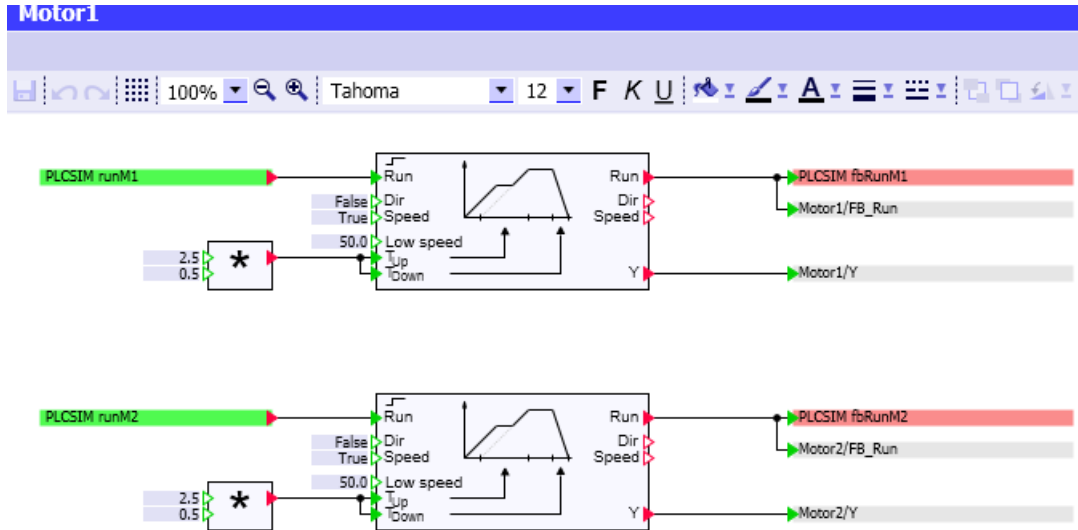 Motor1
100% Tahoma 12 F K U A
PLCSIM runM1 Run Run PLCSIM fbRunM1
False Dir Dir Motor1/FB_Run
True Speed Speed
50.0 Low speed
2.5 * TUp
0.5 TDown Y Motor1/Y
PLCSIM runM2 Run Run PLCSIM fbRunM2
False Dir Dir Motor2/FB_Run
True Speed Speed
50.0 Low speed
2.5 * TUp
0.5 TDown Y Motor2/Y